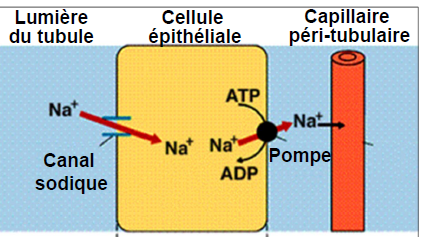 Lumière
du tubule
Cellule
épithéliale
Capillaire
péri-tubulaire
Na+
Canal
sodique
Na+
ATP
Na+
ADP
Na+
Pompe